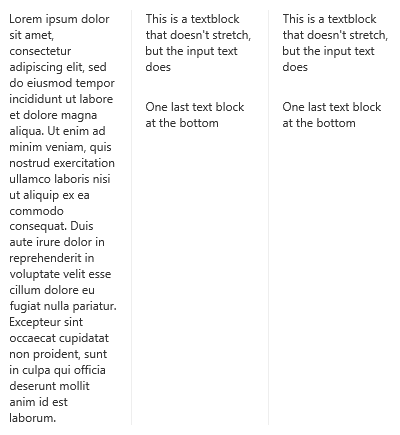 Lorem ipsum dolor
sit amet,
consectetur
adipiscing elit, sed
do eiusmod tempor
incididunt ut labore
et dolore magna
aliqua. Ut enim ad
minim veniam, quis
nostrud exercitation
ullamco laboris nisi
ut aliquip ex ea
commodo
consequat. Duis
aute irure dolor in
reprehenderit in
voluptate velit esse
cillum dolore eu
fugiat nulla pariatur.
Excepteur sint
occaecat cupidatat
non proident, sunt
in culpa qui officia
deserunt mollit
anim id est
laborum.
This is a textblock
that doesn't stretch,
but the input text
does
One last text block
at the bottom
This is a textblock
that doesn't stretch,
but the input text
does
One last text block
at the bottom